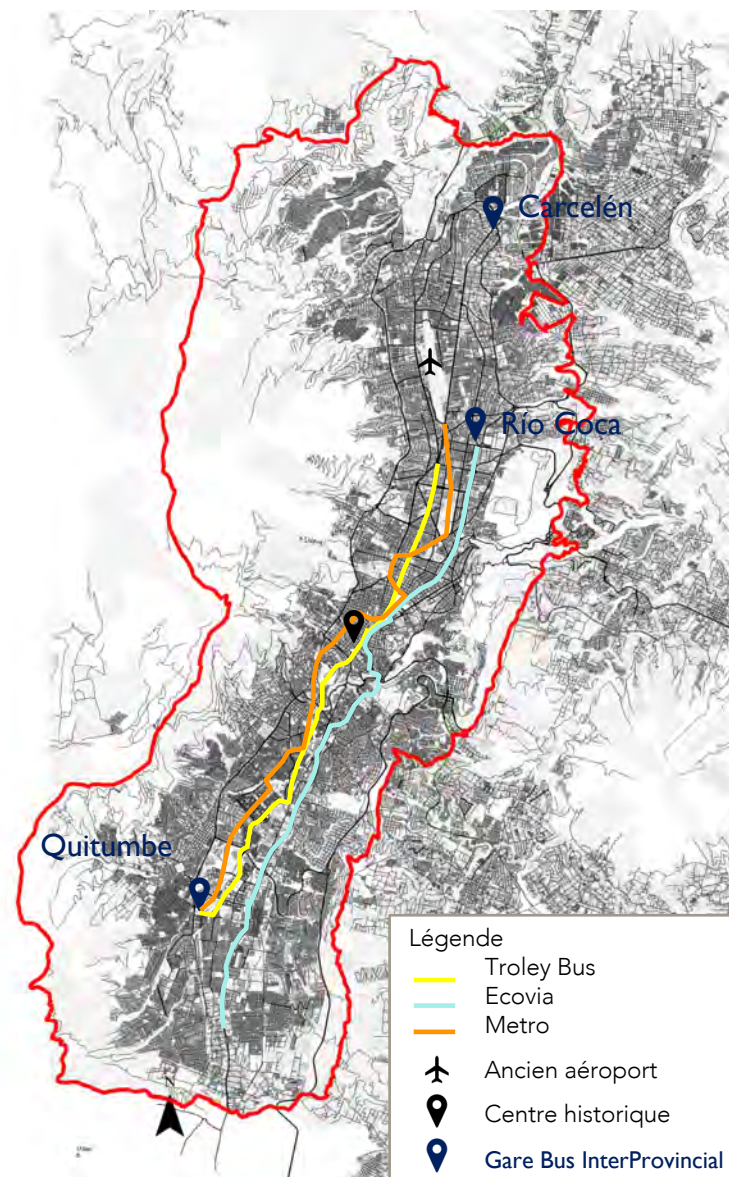 Carcelén
Río Coca
Quitumbe
N
Légende
Troley Bus
Ecovia
Metro
Ancien aéroport
Centre historique
Gare Bus InterProvincial